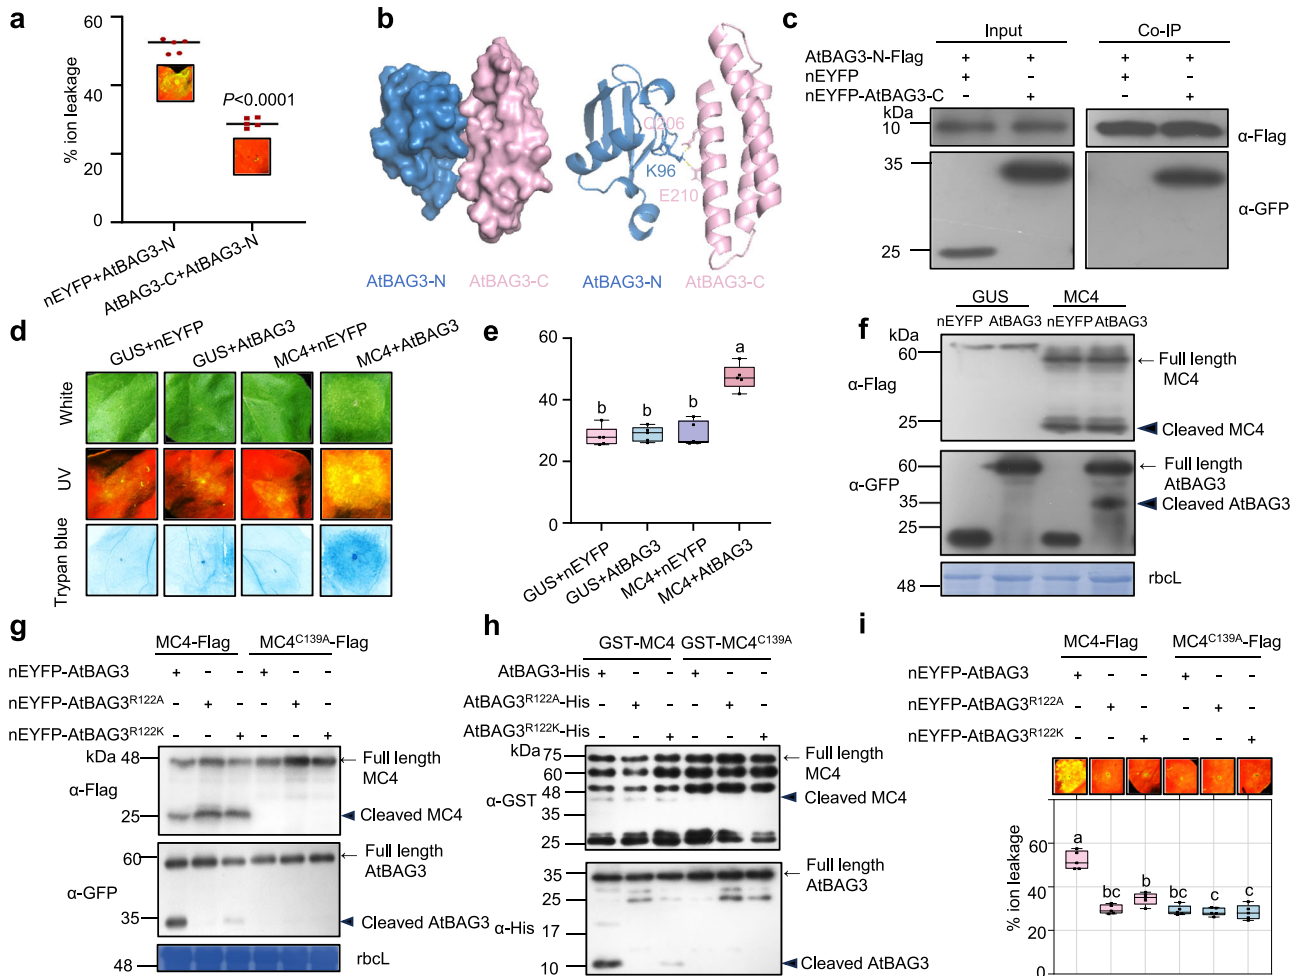 a
% ion leakage
60
40
20
0
P<0.0001
nEYFP+AtBAG3-N
AtBAG3-C+AtBAG3-N
b
Q206
K96
E210
AtBAG3-N AtBAG3-C AtBAG3-N AtBAG3-C
c
Input Co-IP
AtBAG3-N-Flag + + + +
nEYFP + - + -
nEYFP-AtBAG3-C - + - +
kDa
10
α-Flag
35
α-GFP
25
d
GUS+nEYFP GUS+AtBAG3 MC4+nEYFP MC4+AtBAG3
White
UV
Trypan blue
e
60
40
20
0
b b b a
GUS+nEYFP
GUS+AtBAG3
MC4+nEYFP
MC4+AtBAG3
f
GUS MC4
nEYFP AtBAG3 nEYFP AtBAG3
kDa
60
← Full length
MC4
α-Flag
25
Cleaved MC4
60
← Full length
AtBAG3
α-GFP
35
Cleaved AtBAG3
25
48
rbcL
g
MC4-Flag MC4C139A-Flag
nEYFP-AtBAG3 + - - + - -
nEYFP-AtBAG3R122A - + - - + -
nEYFP-AtBAG3R122K - - + - - +
kDa
48
← Full length
MC4
α-Flag
25
Cleaved MC4
60
← Full length
AtBAG3
α-GFP
35
Cleaved AtBAG3
48
rbcL
h
GST-MC4 GST-MC4C139A
AtBAG3-His + - - + - -
AtBAG3R122A-His - + - - + -
AtBAG3R122K-His - - + - - +
kDa
75
← Full length
MC4
60
48
α-GST
Cleaved MC4
35
25
35
← Full length
AtBAG3
25
α-His
17
10
Cleaved AtBAG3
i
MC4-Flag MC4C139A-Flag
nEYFP-AtBAG3 + - - + - -
nEYFP-AtBAG3R122A - + - - + -
nEYFP-AtBAG3R122K - - + - - +
% ion leakage
80
60
40
20
0
a bc b bc c c